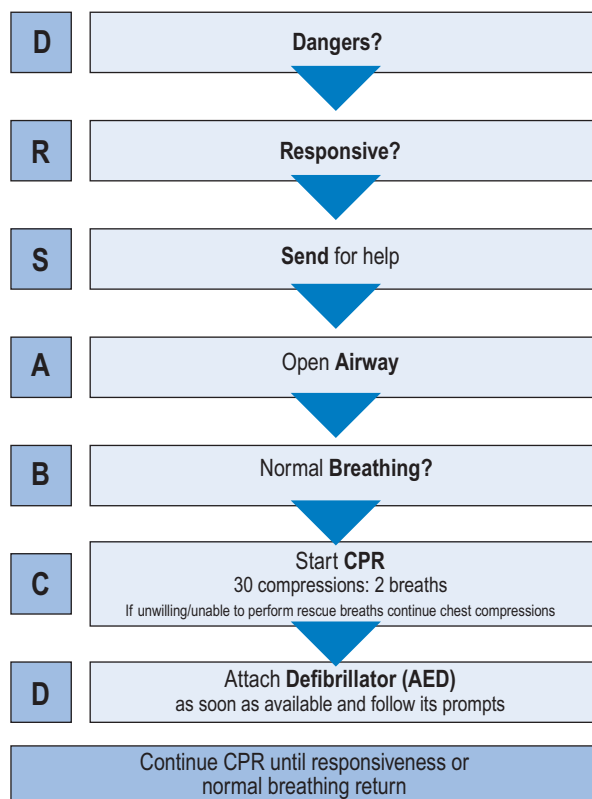 D
Dangers?
R
Responsive?
S
Send for help
A
Open Airway
B
Normal Breathing?
C
Start CPR
30 compressions: 2 breaths
If unwilling/unable to perform rescue breaths continue chest compressions
D
Attach Defibrillator (AED)
as soon as available and follow its prompts
Continue CPR until responsiveness or
normal breathing return